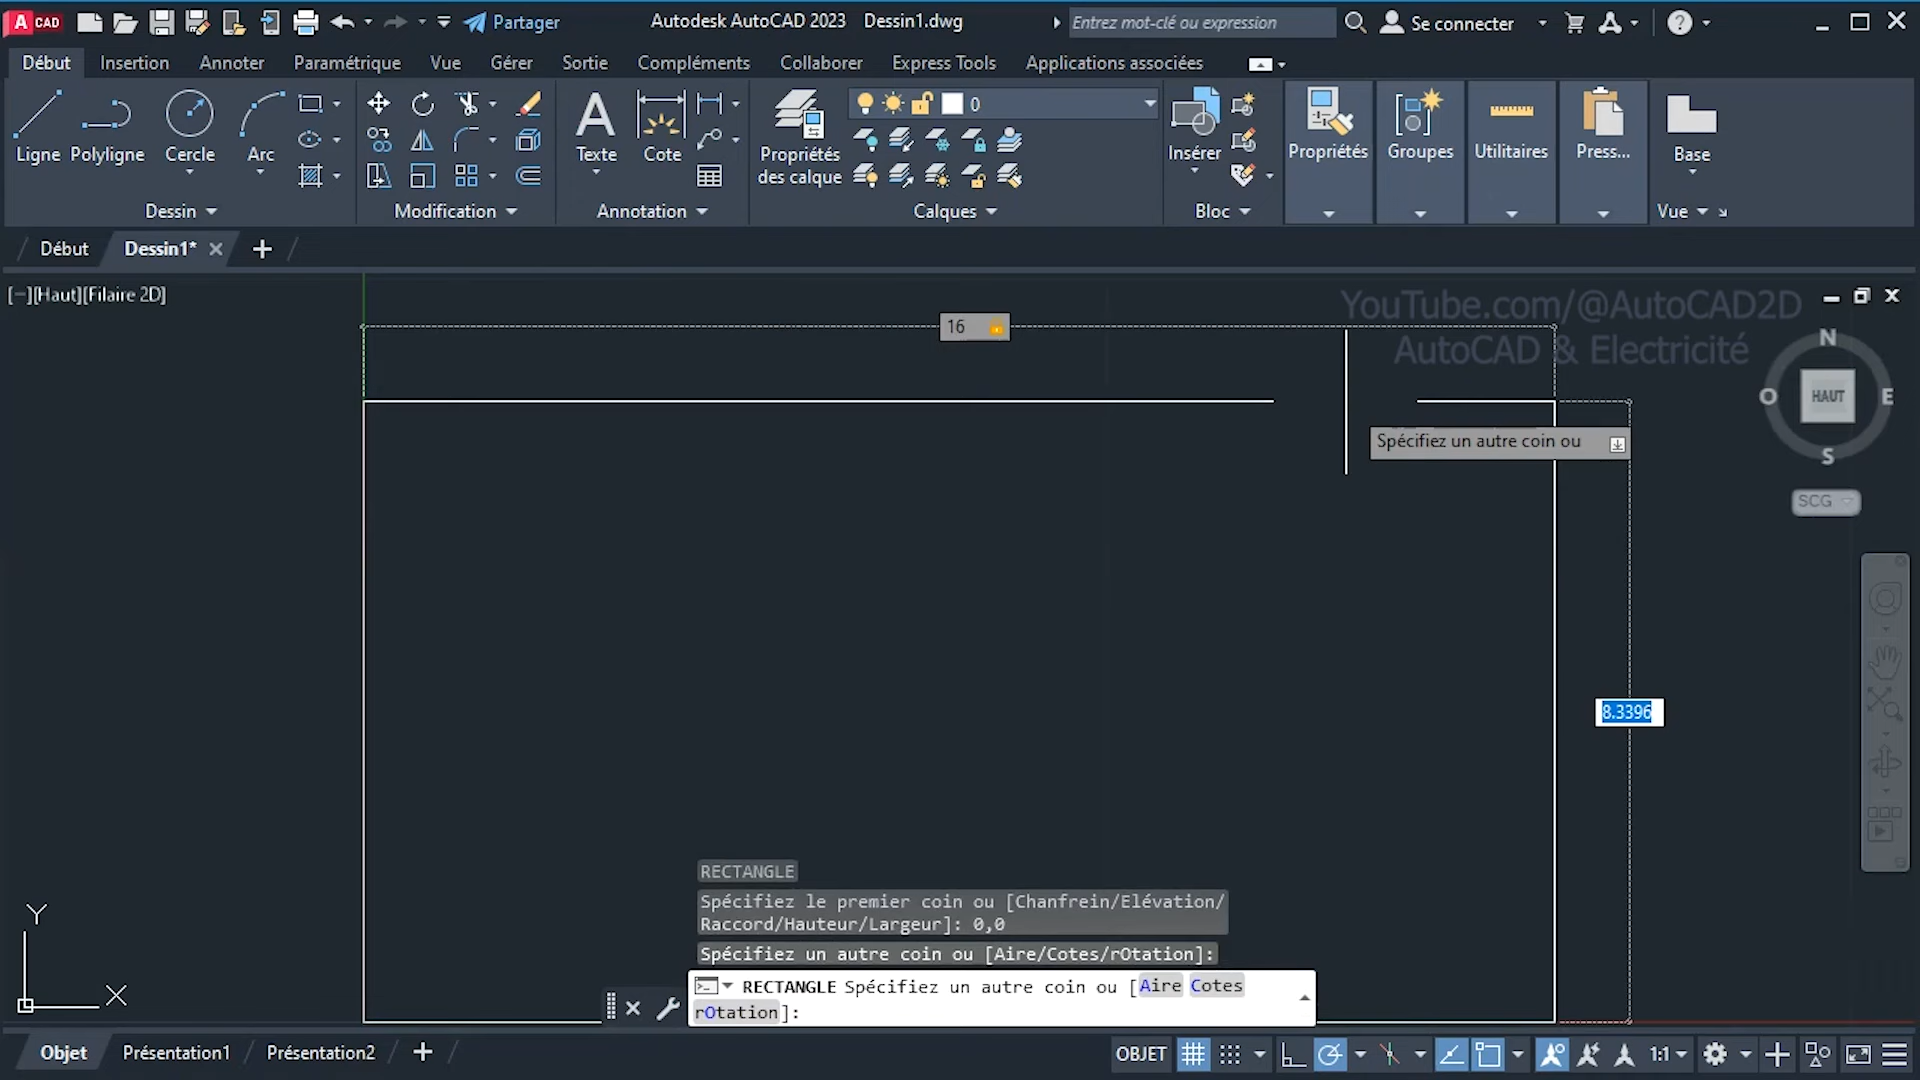 A CAD
Partager
Autodesk AutoCAD 2023 Dessin1.dwg
Entrez mot-clé ou expression
Se connecter
Début Insertion Annoter Paramétrique Vue Gérer Sortie Compléments Collaborer Express Tools Applications associées
Ligne Polyligne Cercle Arc
Dessin
Modification
Texte Cote
Annotation
Propriétés
des calque
0
Calques
Insérer
Bloc
Propriétés
Groupes
Utilitaires
Press...
Base
Vue
Début
Dessin1*
[−][Haut][Filaire 2D]
YouTube.com/@AutoCAD2D
AutoCAD & Electricité
16
N
O HAUT E
S
SCG
Spécifiez un autre coin ou
8.3396
Y
X
RECTANGLE
Spécifiez le premier coin ou [Chanfrein/Elévation/
Raccord/Hauteur/Largeur]: 0,0
Spécifiez un autre coin ou [Aire/Cotes/rOtation]:
RECTANGLE Spécifiez un autre coin ou [Aire Cotes
rOtation]:
Objet Présentation1 Présentation2
OBJET
1:1